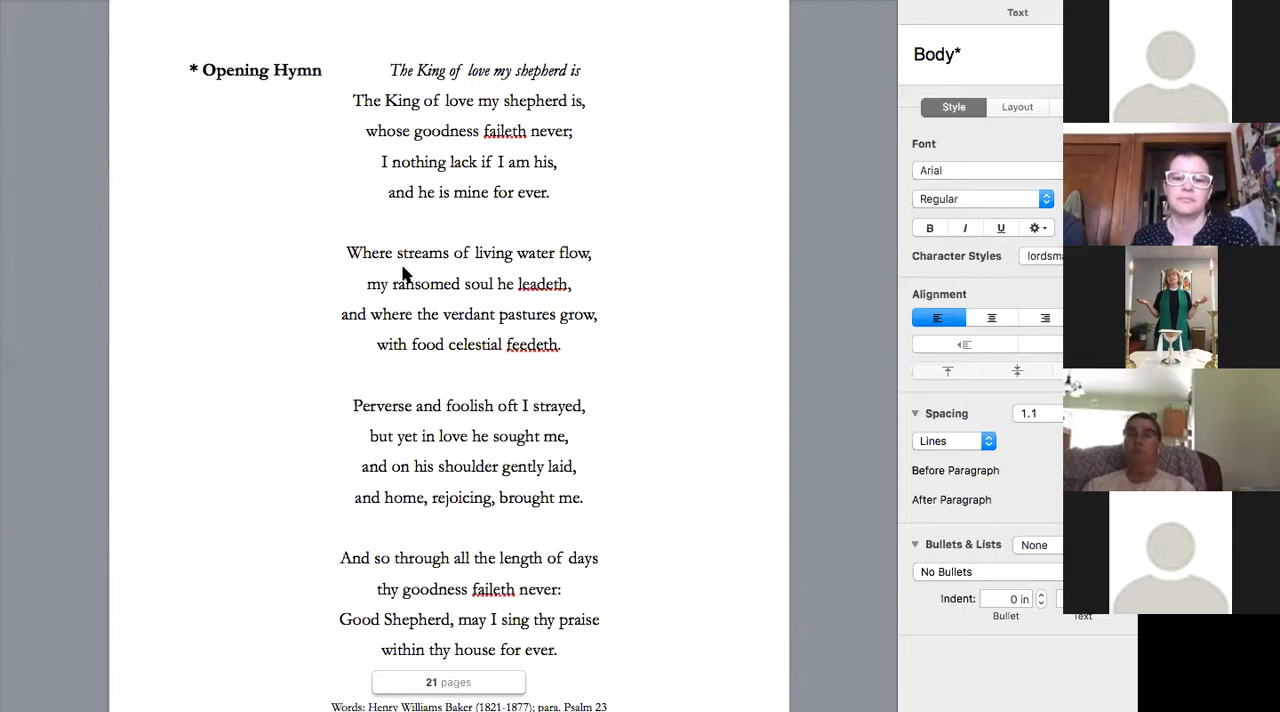 * Opening Hymn The King of love my shepherd is
The King of love my shepherd is,
whose goodness faileth never;
I nothing lack if I am his,
and he is mine for ever.
Where streams of living water flow,
my ransomed soul he leadeth,
and where the verdant pastures grow,
with food celestial feedeth.
Perverse and foolish oft I strayed,
but yet in love he sought me,
and on his shoulder gently laid,
and home, rejoicing, brought me.
And so through all the length of days
thy goodness faileth never:
Good Shepherd, may I sing thy praise
within thy house for ever.
21 pages
Words: Henry Williams Baker (1821-1877); para. Psalm 23
Text
Body*
Style Layout
Font
Arial
Regular
B I U
Character Styles lordsm
Alignment
Spacing 1.1
Lines
Before Paragraph
After Paragraph
Bullets & Lists None
No Bullets
Indent: 0 in
Bullet Text